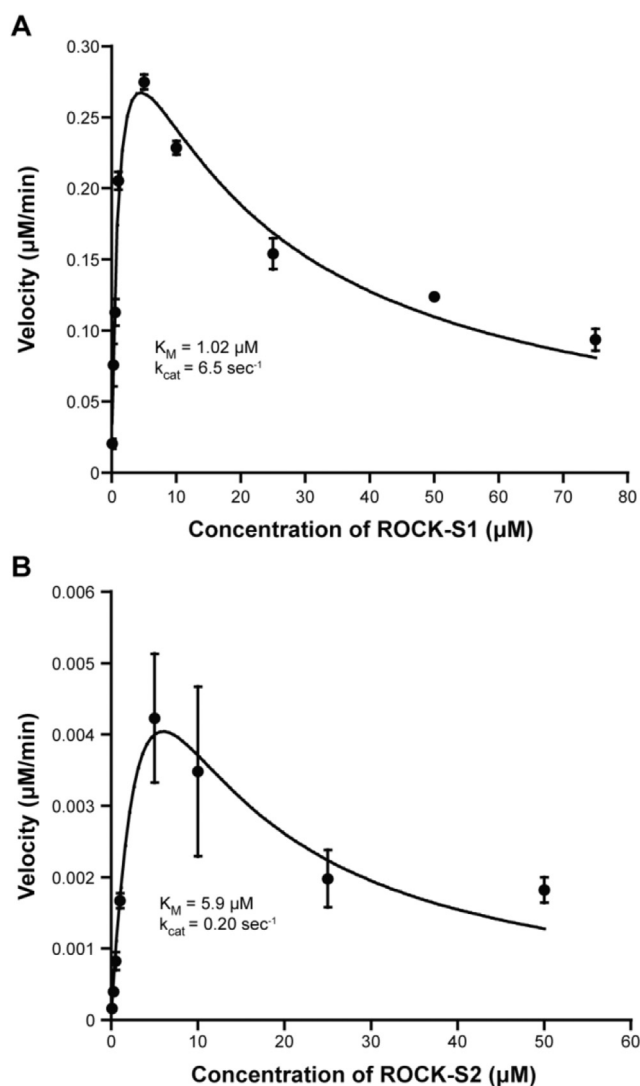 A
0.30
0.25
0.20
0.15
0.10
0.05
0
Velocity (µM/min)
K_M = 1.02 µM
k_cat = 6.5 sec⁻¹
0 10 20 30 40 50 60 70 80
Concentration of ROCK-S1 (µM)
B
0.006
0.005
0.004
0.003
0.002
0.001
0
Velocity (µM/min)
K_M = 5.9 µM
k_cat = 0.20 sec⁻¹
0 10 20 30 40 50 60
Concentration of ROCK-S2 (µM)